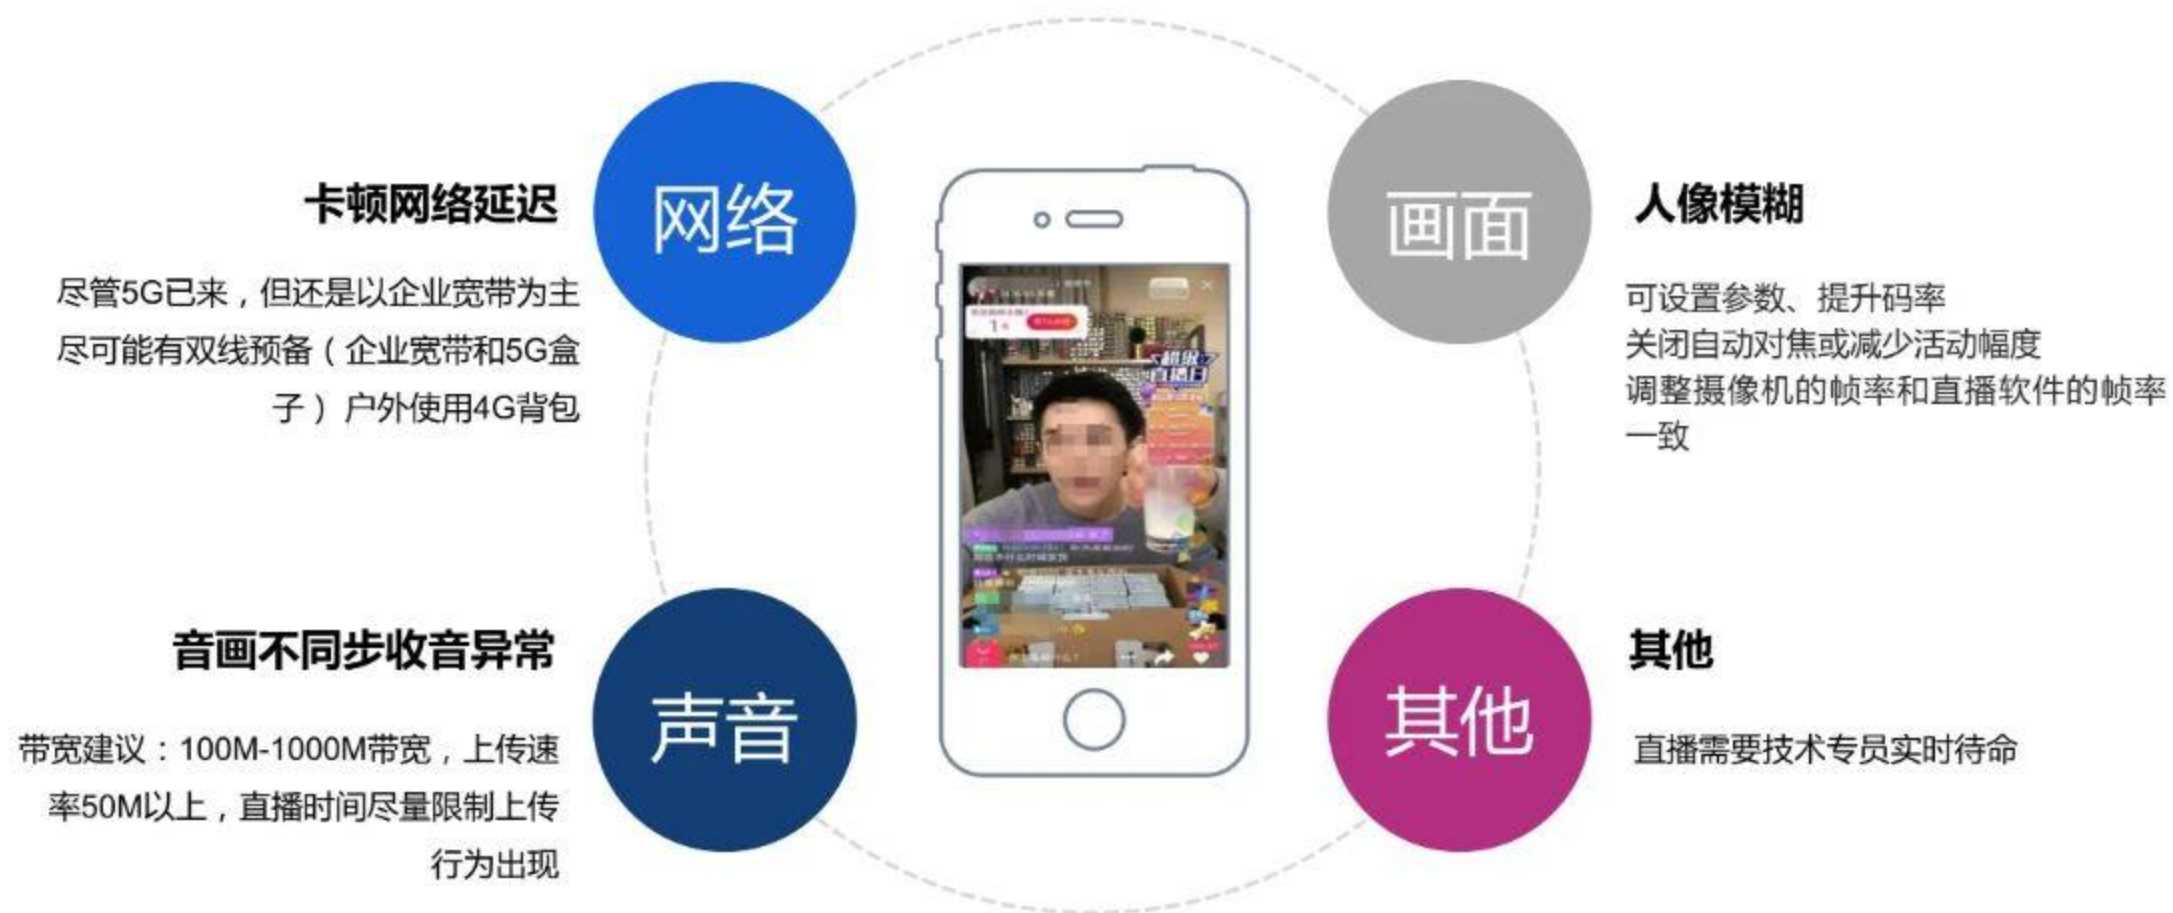 网络
卡顿网络延迟
尽管5G已来，但还是以企业宽带为主
尽可能有双线预备（企业宽带和5G盒
子）户外使用4G背包
画面
人像模糊
可设置参数、提升码率
关闭自动对焦或减少活动幅度
调整摄像机的帧率和直播软件的帧率
一致
超级
直播日
声音
音画不同步收音异常
带宽建议：100M-1000M带宽，上传速
率50M以上，直播时间尽量限制上传
行为出现
其他
其他
直播需要技术专员实时待命